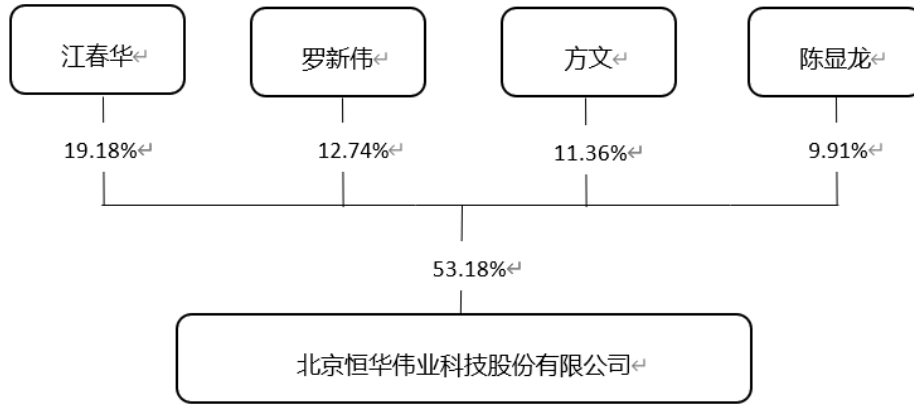 江春华↵
罗新伟↵
方文↵
陈显龙↵
19.18%↵
12.74%↵
11.36%↵
9.91%↵
53.18%↵
北京恒华伟业科技股份有限公司↵